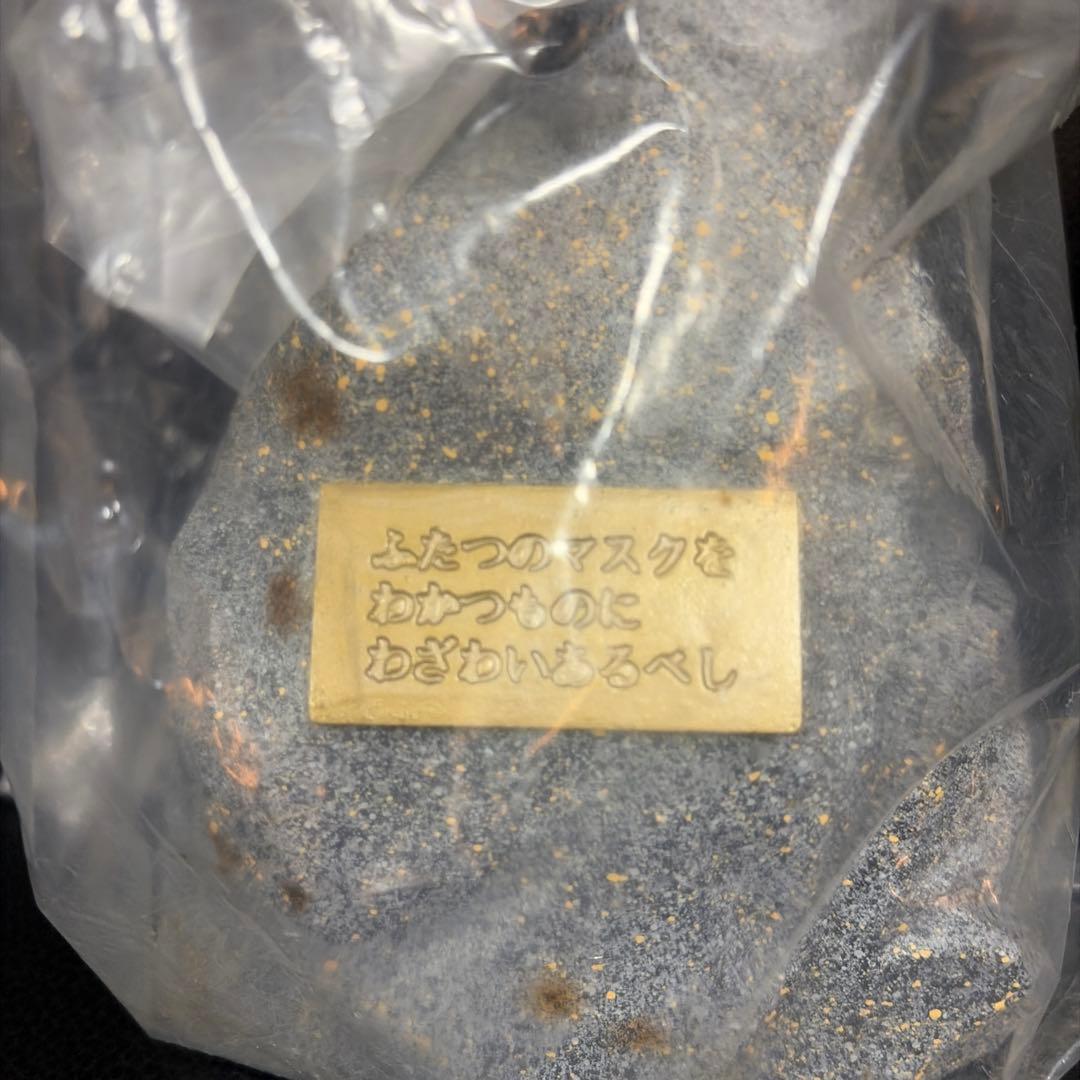 ふたつのマスクを
わかつものに
わざわいあるべし